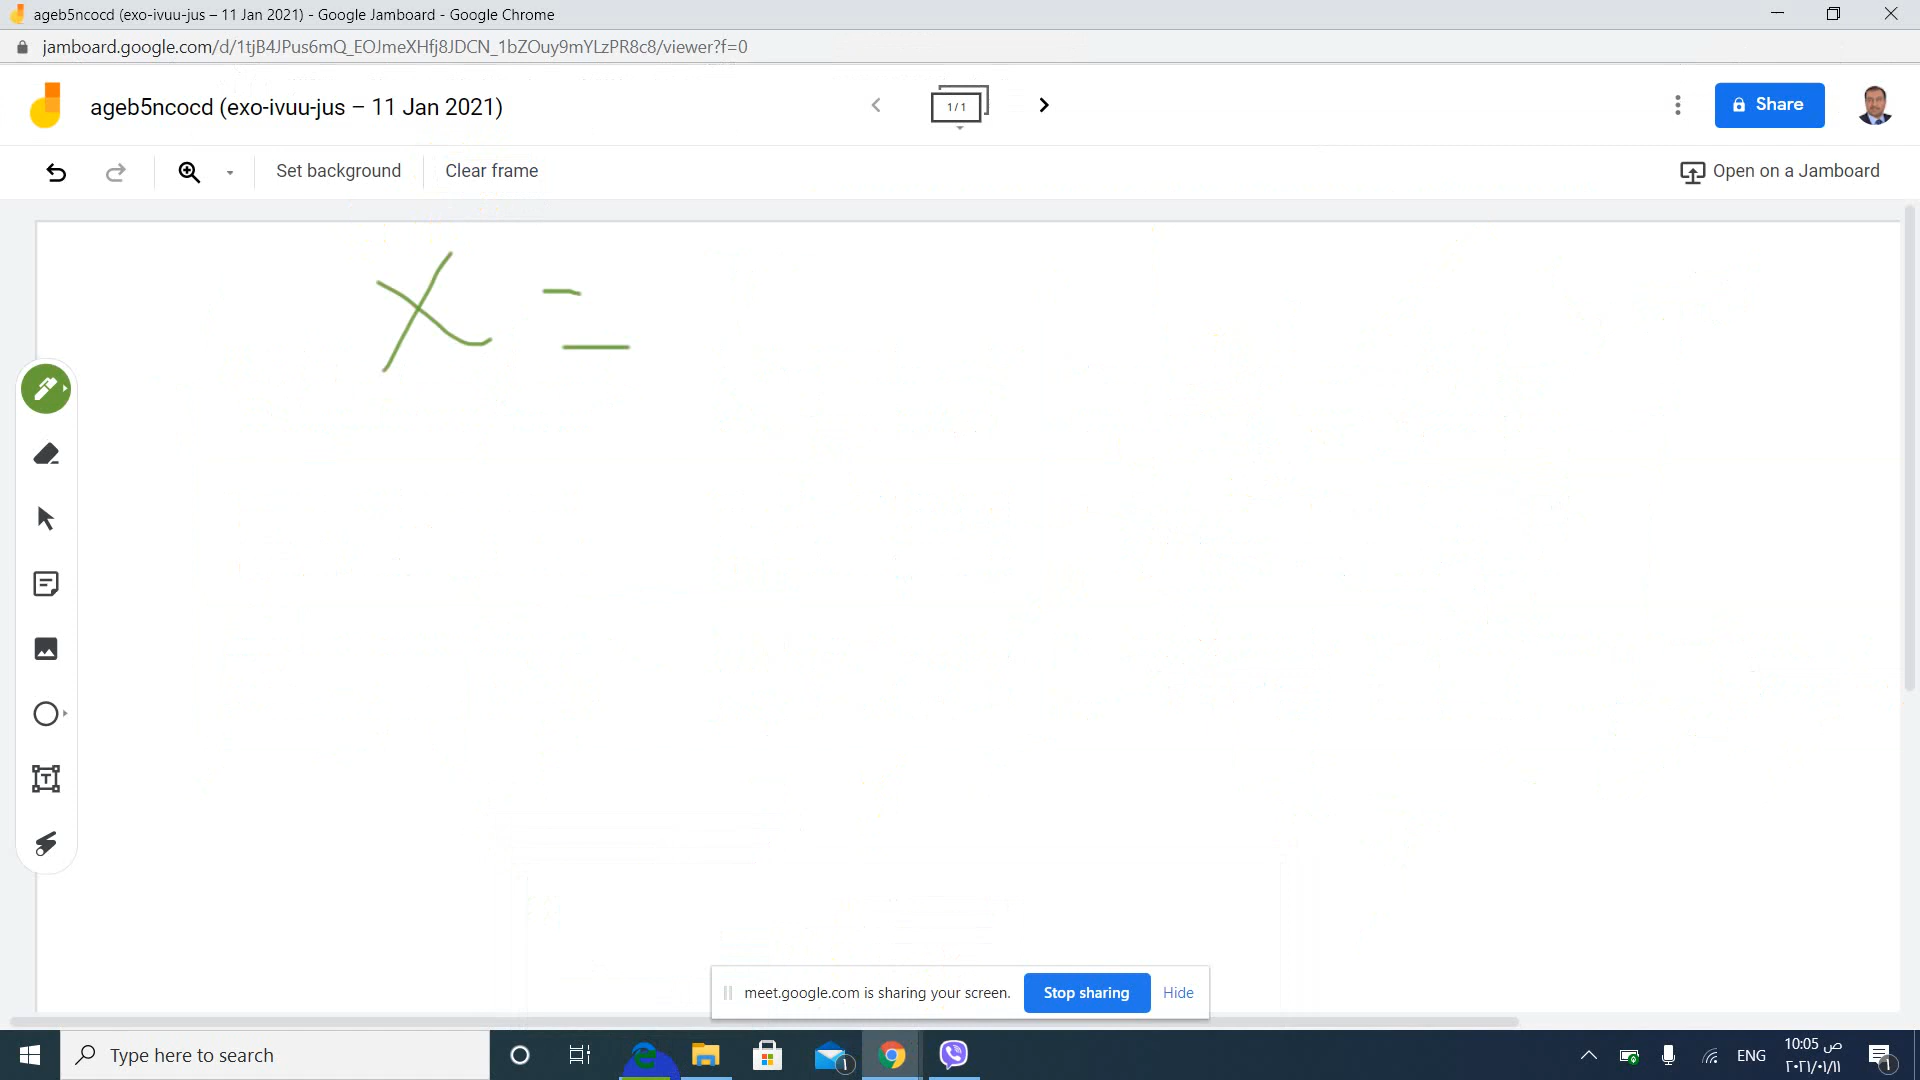 ageb5ncocd (exo-ivuu-jus – 11 Jan 2021) - Google Jamboard - Google Chrome
jamboard.google.com/d/1tjB4JPus6mQ_EOJmeXHfj8JDCN_1bZOuy9mYLzPR8c8/viewer?f=0
ageb5ncocd (exo-ivuu-jus – 11 Jan 2021)
1 / 1
Share
Set background
Clear frame
Open on a Jamboard
X =
meet.google.com is sharing your screen.
Stop sharing
Hide
Type here to search
١
ENG
10:05 ص
٢٠٢١/٠١/١١
١